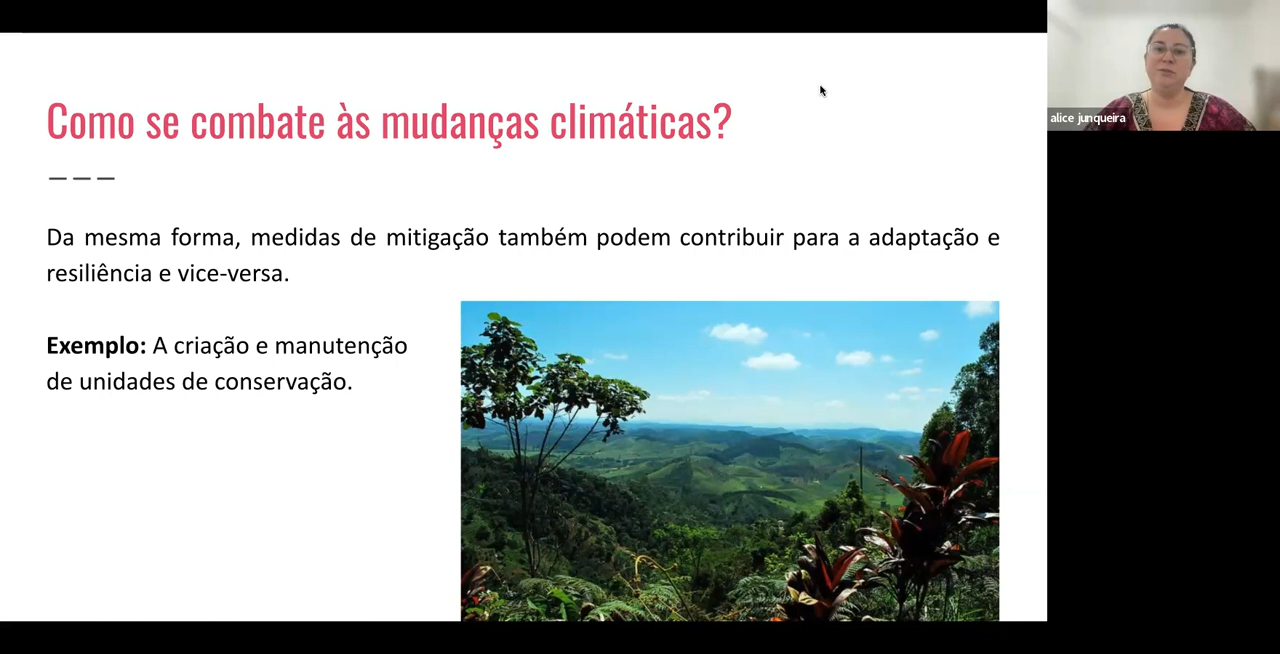 Como se combate às mudanças climáticas?
Da mesma forma, medidas de mitigação também podem contribuir para a adaptação e
resiliência e vice-versa.
Exemplo: A criação e manutenção
de unidades de conservação.
alice junqueira